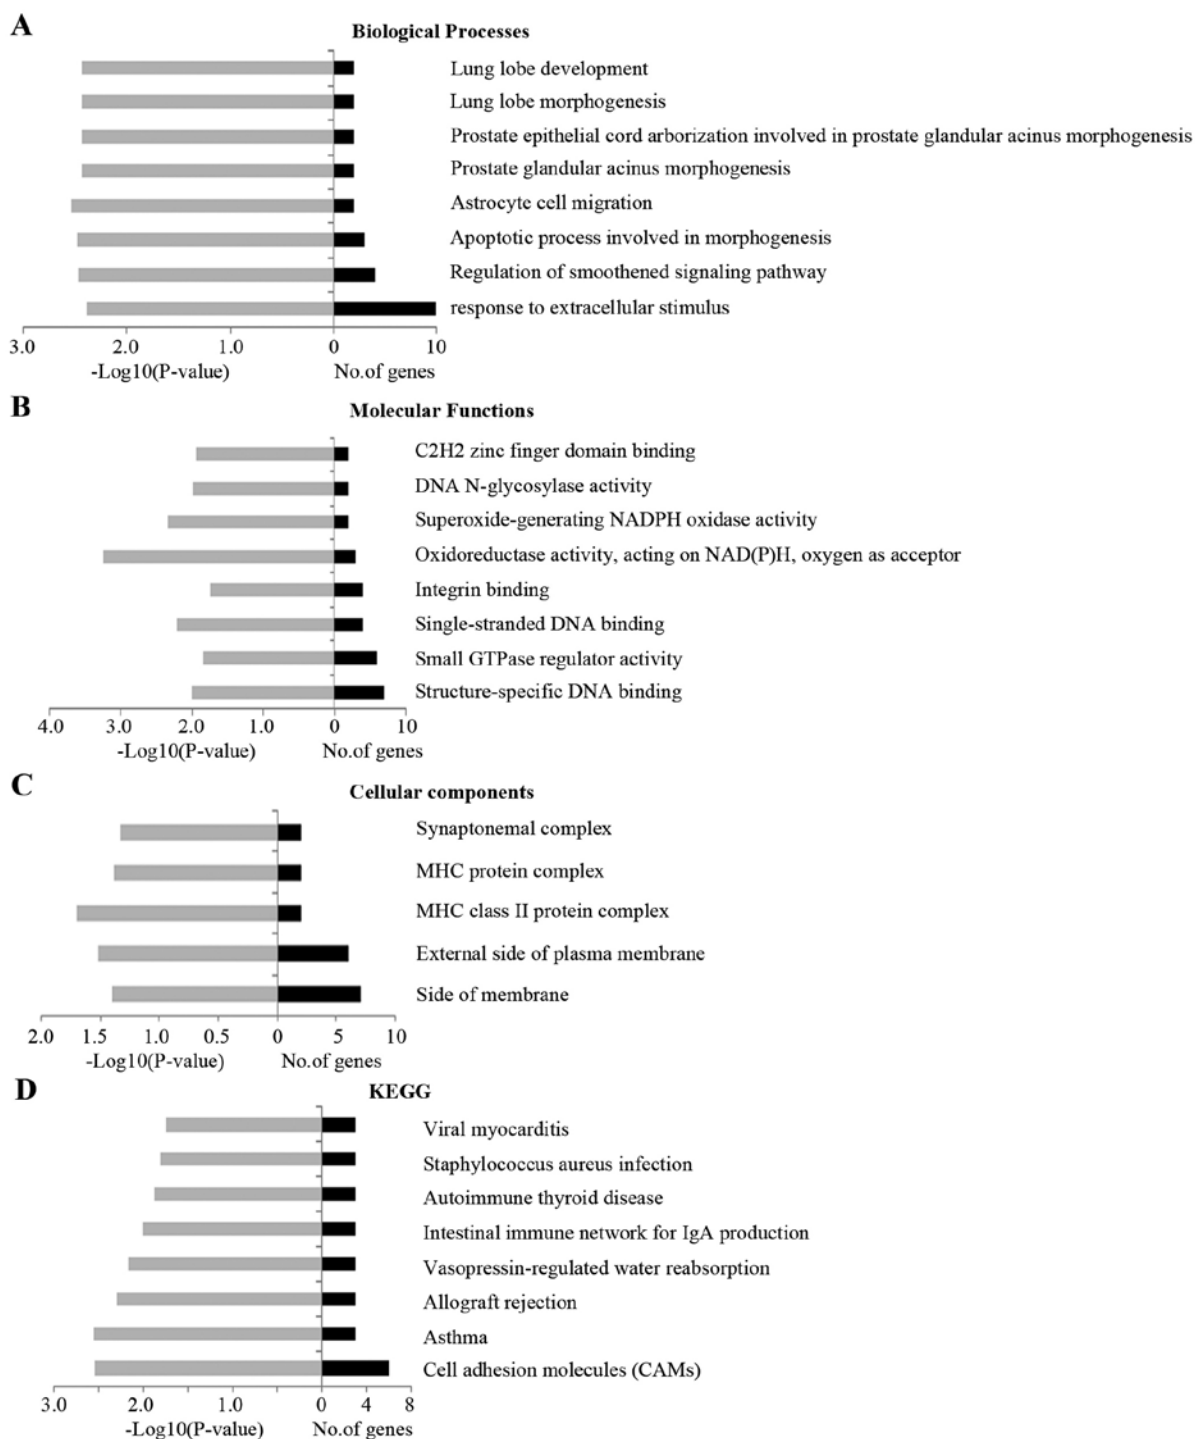 A
Biological Processes
Lung lobe development
Lung lobe morphogenesis
Prostate epithelial cord arborization involved in prostate glandular acinus morphogenesis
Prostate glandular acinus morphogenesis
Astrocyte cell migration
Apoptotic process involved in morphogenesis
Regulation of smoothened signaling pathway
response to extracellular stimulus
3.0 2.0 1.0 0 10
-Log10(P-value) No.of genes
B
Molecular Functions
C2H2 zinc finger domain binding
DNA N-glycosylase activity
Superoxide-generating NADPH oxidase activity
Oxidoreductase activity, acting on NAD(P)H, oxygen as acceptor
Integrin binding
Single-stranded DNA binding
Small GTPase regulator activity
Structure-specific DNA binding
4.0 3.0 2.0 1.0 0 10
-Log10(P-value) No.of genes
C
Cellular components
Synaptonemal complex
MHC protein complex
MHC class II protein complex
External side of plasma membrane
Side of membrane
2.0 1.5 1.0 0.5 0 5 10
-Log10(P-value) No.of genes
D
KEGG
Viral myocarditis
Staphylococcus aureus infection
Autoimmune thyroid disease
Intestinal immune network for IgA production
Vasopressin-regulated water reabsorption
Allograft rejection
Asthma
Cell adhesion molecules (CAMs)
3.0 2.0 1.0 0 4 8
-Log10(P-value) No.of genes